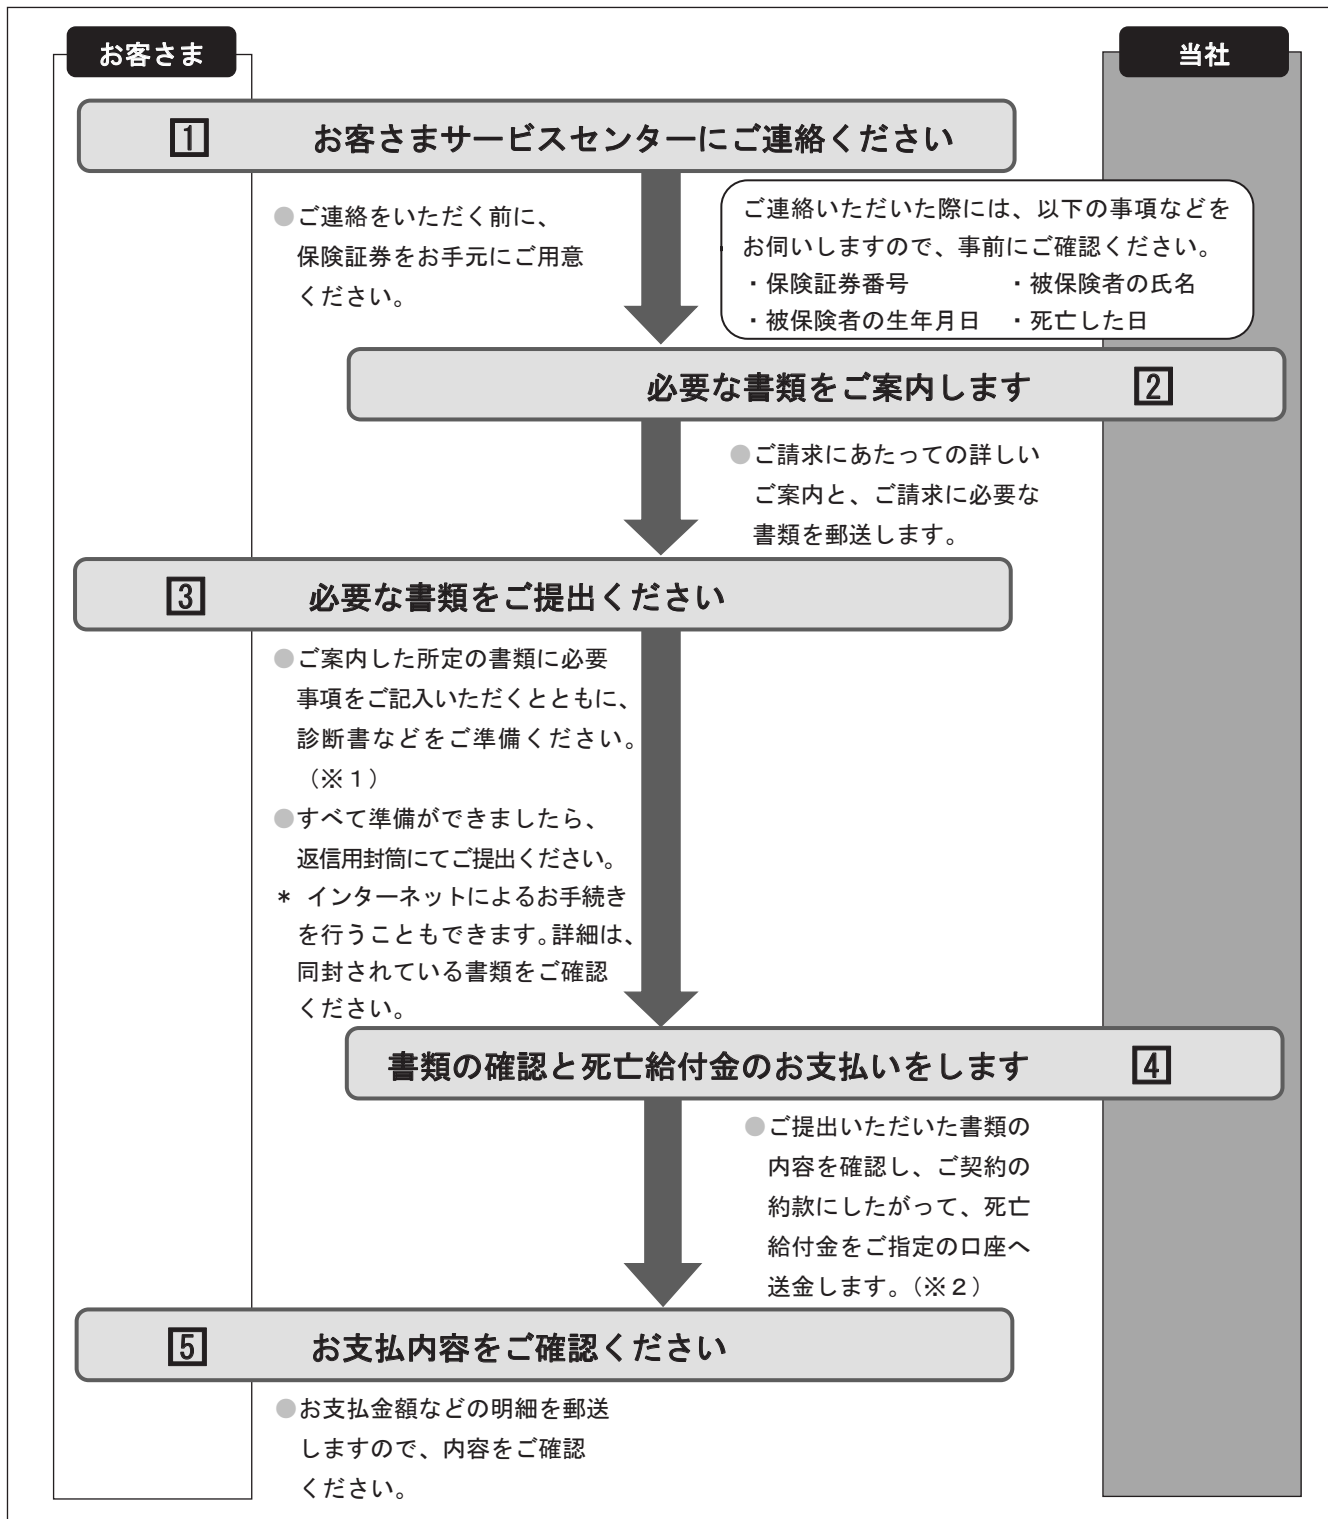 お客さま
当社
1 お客さまサービスセンターにご連絡ください
●ご連絡をいただく前に、
保険証券をお手元にご用意
ください。
ご連絡いただいた際には、以下の事項などを
お伺いしますので、事前にご確認ください。
・保険証券番号 ・被保険者の氏名
・被保険者の生年月日 ・死亡した日
必要な書類をご案内します 2
●ご請求にあたっての詳しい
ご案内と、ご請求に必要な
書類を郵送します。
3 必要な書類をご提出ください
●ご案内した所定の書類に必要
事項をご記入いただくとともに、
診断書などをご準備ください。
（※１）
●すべて準備ができましたら、
返信用封筒にてご提出ください。
* インターネットによるお手続き
を行うこともできます。詳細は、
同封されている書類をご確認
ください。
書類の確認と死亡給付金のお支払いをします 4
●ご提出いただいた書類の
内容を確認し、ご契約の
約款にしたがって、死亡
給付金をご指定の口座へ
送金します。（※２）
5 お支払内容をご確認ください
●お支払金額などの明細を郵送
しますので、内容をご確認
ください。